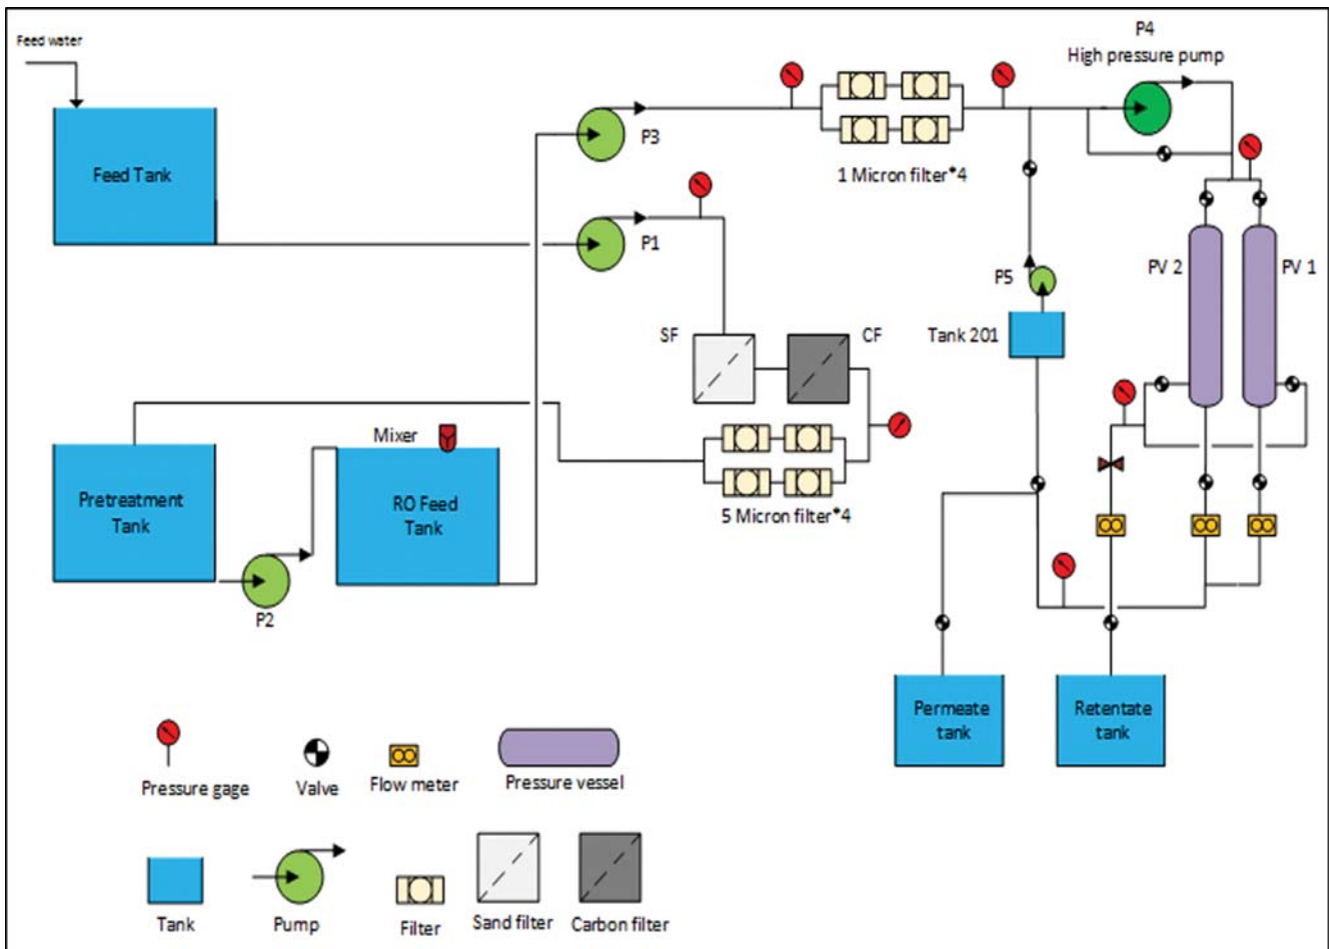 Feed water
Feed Tank
P3
P1
1 Micron filter*4
P4
High pressure pump
PV 2
PV 1
P5
Tank 201
SF
CF
5 Micron filter*4
Pretreatment
Tank
P2
Mixer
RO Feed
Tank
Permeate
tank
Retentate
tank
Pressure gage
Valve
Flow meter
Pressure vessel
Tank
Pump
Filter
Sand filter
Carbon filter